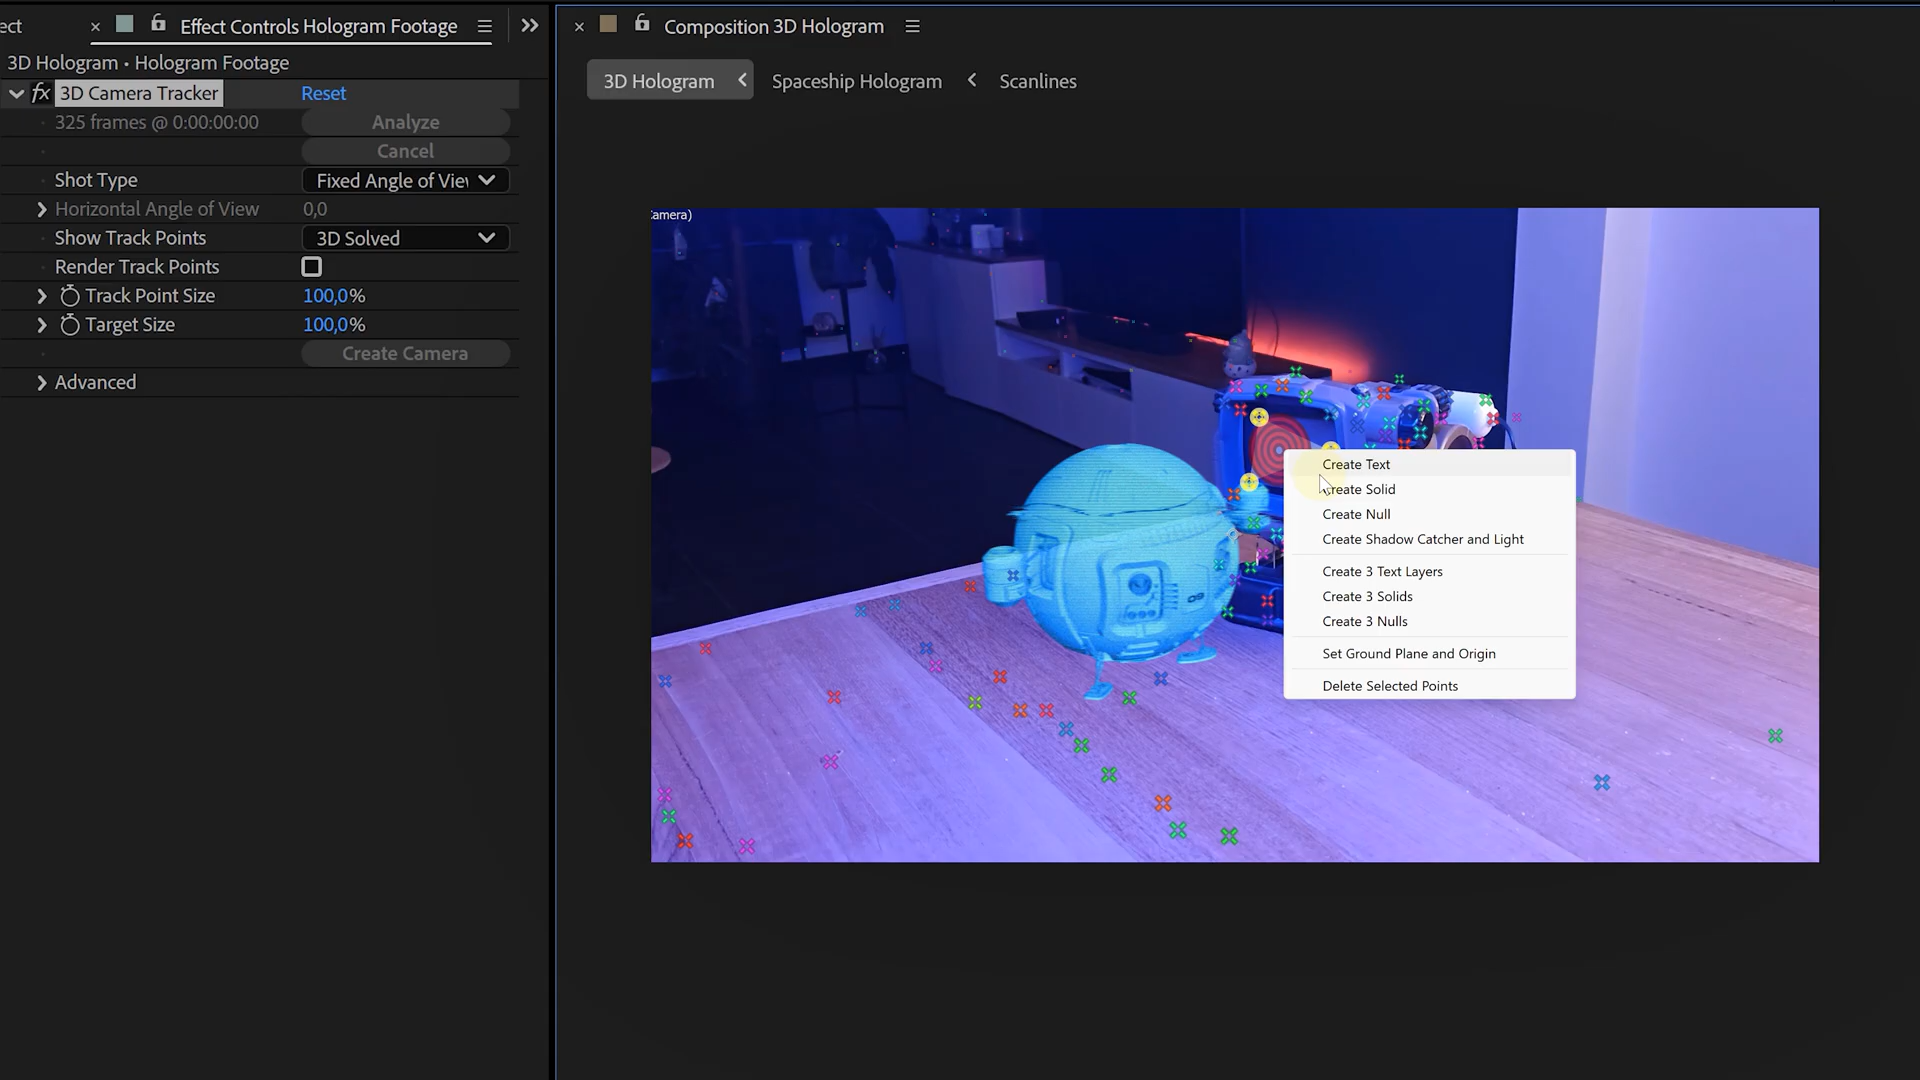 ect
Effect Controls Hologram Footage
3D Hologram • Hologram Footage
fx 3D Camera Tracker Reset
325 frames @ 0:00:00:00 Analyze
Cancel
Shot Type Fixed Angle of Viev
Horizontal Angle of View 0,0
Show Track Points 3D Solved
Render Track Points
Track Point Size 100,0%
Target Size 100,0%
Create Camera
Advanced
Composition 3D Hologram
3D Hologram Spaceship Hologram Scanlines
Camera)
Create Text
Create Solid
Create Null
Create Shadow Catcher and Light
Create 3 Text Layers
Create 3 Solids
Create 3 Nulls
Set Ground Plane and Origin
Delete Selected Points